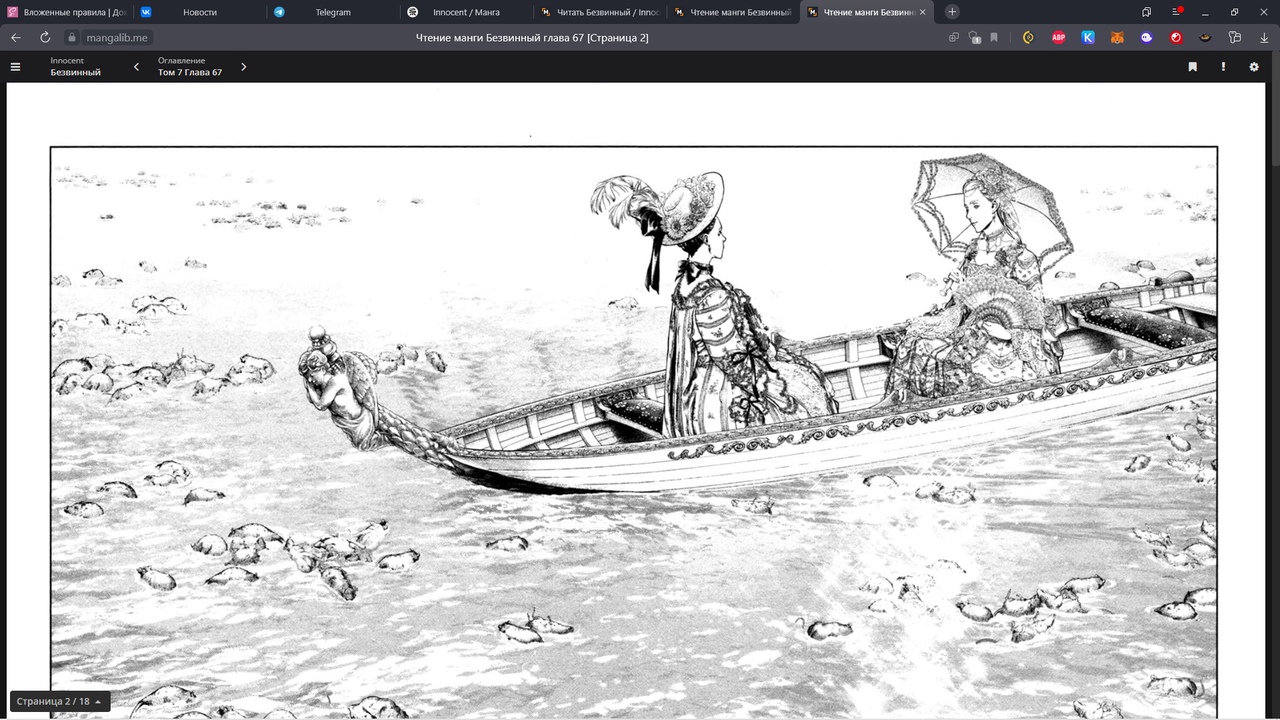 Вложенные правила | До
Новости
Telegram
Innocent / Манга
Читать Безвинный / Innoc
Чтение манги Безвинный
Чтение манги Безвинн
mangalib.me
Чтение манги Безвинный глава 67 [Страница 2]
ABP
K
Innocent
Безвинный
Оглавление
Том 7 Глава 67
Страница 2 / 18